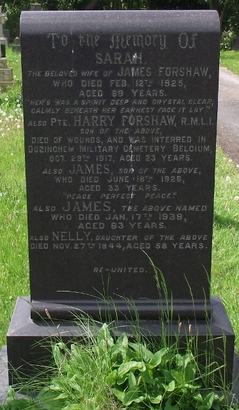 To the Memory Of
SARAH,
THE BELOVED WIFE OF JAMES FORSHAW,
WHO DIED FEB. 12TH 1925,
AGED 69 YEARS.
"HER'S WAS A SPIRIT DEEP AND CRYSTAL CLEAR,
CALMLY BENEATH HER EARNEST FACE IT LAY."
ALSO PTE. HARRY FORSHAW, R.M.L.I.
SON OF THE ABOVE,
DIED OF WOUNDS, AND WAS INTERRED IN
DOZINGHEM MILITARY CEMETERY, BELGIUM,
OCT. 29TH 1917, AGED 23 YEARS.
ALSO JAMES, SON OF THE ABOVE,
WHO DIED JUNE 18TH 1926,
AGED 33 YEARS.
"PEACE PERFECT PEACE."
ALSO JAMES, THE ABOVE NAMED
WHO DIED JAN. 17TH 1939,
AGED 83 YEARS.
ALSO NELLY, DAUGHTER OF THE ABOVE
DIED NOV. 27TH 1944, AGED 58 YEARS.
RE-UNITED.